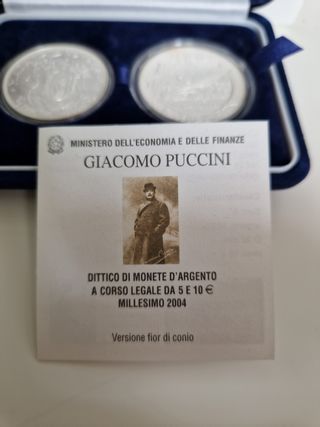 MINISTERO DELL'ECONOMIA E DELLE FINANZE
GIACOMO PUCCINI
DITTICO DI MONETE D'ARGENTO
A CORSO LEGALE DA 5 E 10 €
MILLESIMO 2004
Versione fior di conio